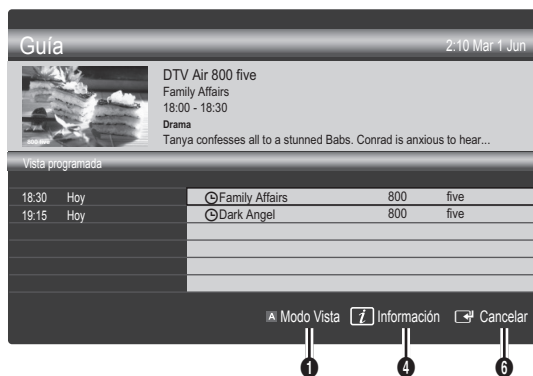 Guía
2:10 Mar 1 Jun
DTV Air 800 five
Family Affairs
18:00 - 18:30
Drama
Tanya confesses all to a stunned Babs. Conrad is anxious to hear...
800 five
Vista programada
18:30 Hoy Family Affairs 800 five
19:15 Hoy Dark Angel 800 five
A Modo Vista i Información Cancelar
1 4 6